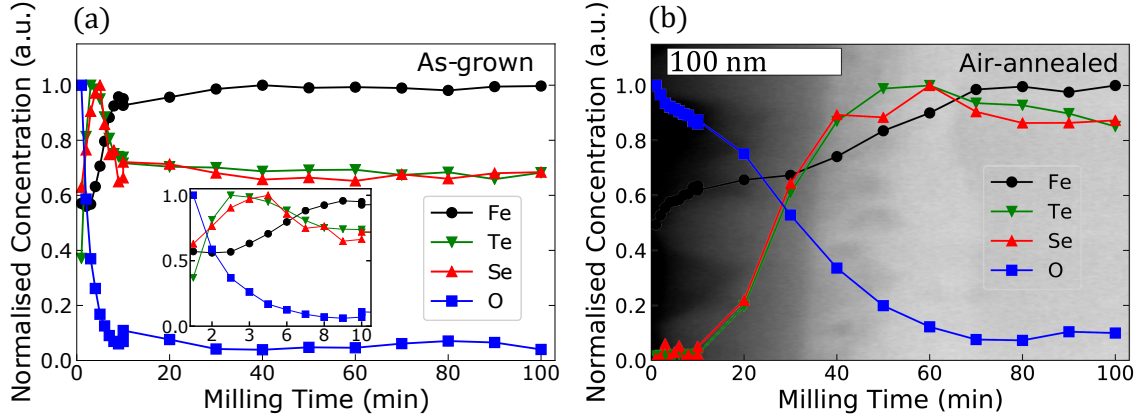 (a)
As-grown
Normalised Concentration (a.u.)
1.0
0.8
0.6
0.4
0.2
0.0
1.0
0.5
0.0
2 3 6 8 10
Fe
Te
Se
O
0 20 40 60 80 100
Milling Time (min)
(b)
100 nm
Air-annealed
Normalised Concentration (a.u.)
1.0
0.8
0.6
0.4
0.2
0.0
Fe
Te
Se
O
0 20 40 60 80 100
Milling Time (min)